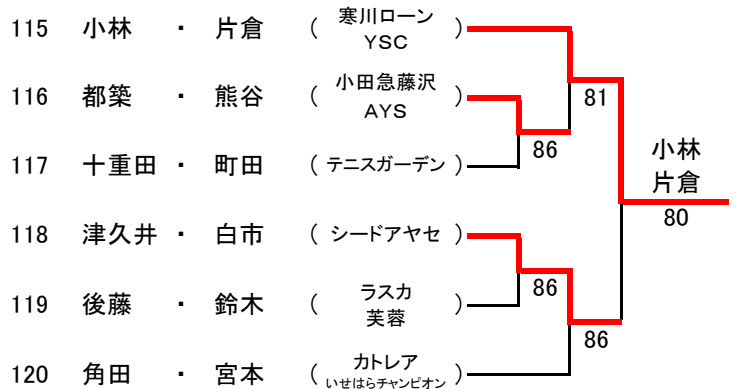 115 小林 ・ 片倉 ( 寒川ローン YSC )
116 都築 ・ 熊谷 ( 小田急藤沢 AYS )
117 十重田 ・ 町田 ( テニスガーデン )
118 津久井 ・ 白市 ( シードアヤセ )
119 後藤 ・ 鈴木 ( ラスカ 芙蓉 )
120 角田 ・ 宮本 ( カトレア いせはらチャンピオン )
81
86
小林
片倉
80
86
86